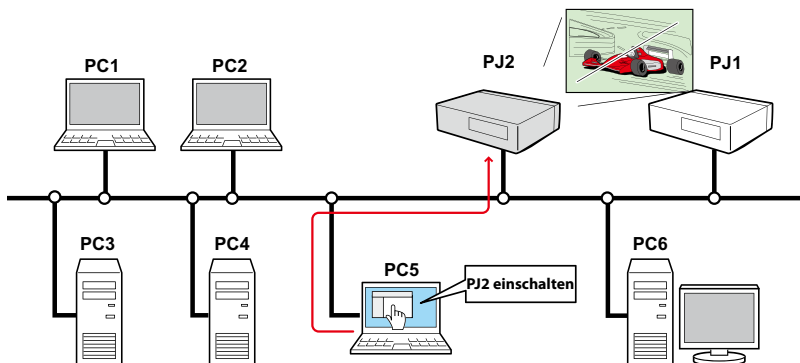 PC1
PC2
PJ2
PJ1
PC3
PC4
PC5
PJ2 einschalten
PC6